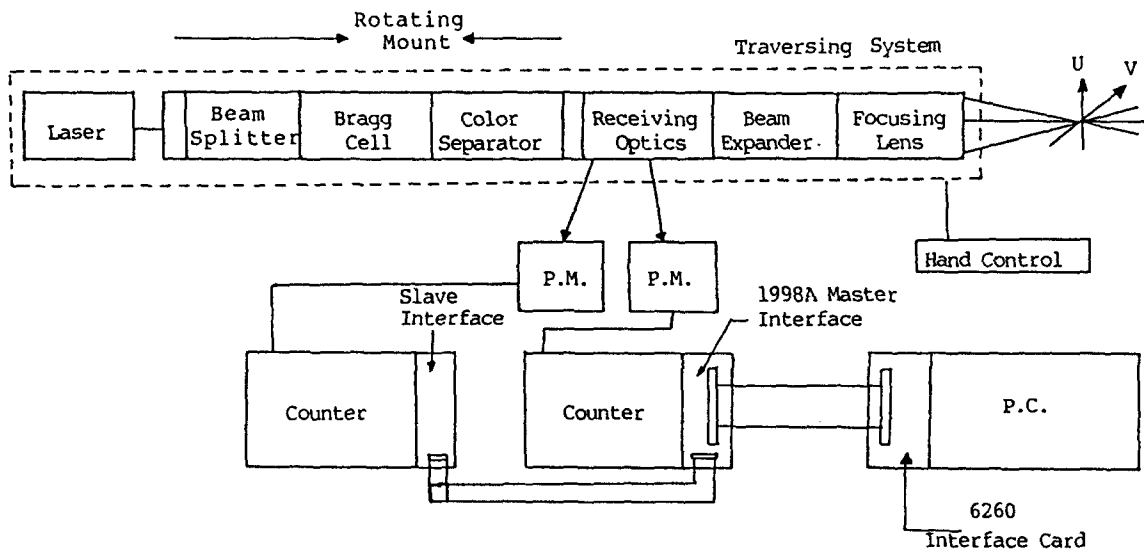 Rotating
Mount
Traversing System
U
V
Laser
Beam
Splitter
Bragg
Cell
Color
Separator
Receiving
Optics
Beam
Expander.
Focusing
Lens
Hand Control
P.M.
P.M.
Slave
Interface
1998A Master
Interface
Counter
Counter
P.C.
6260
Interface Card